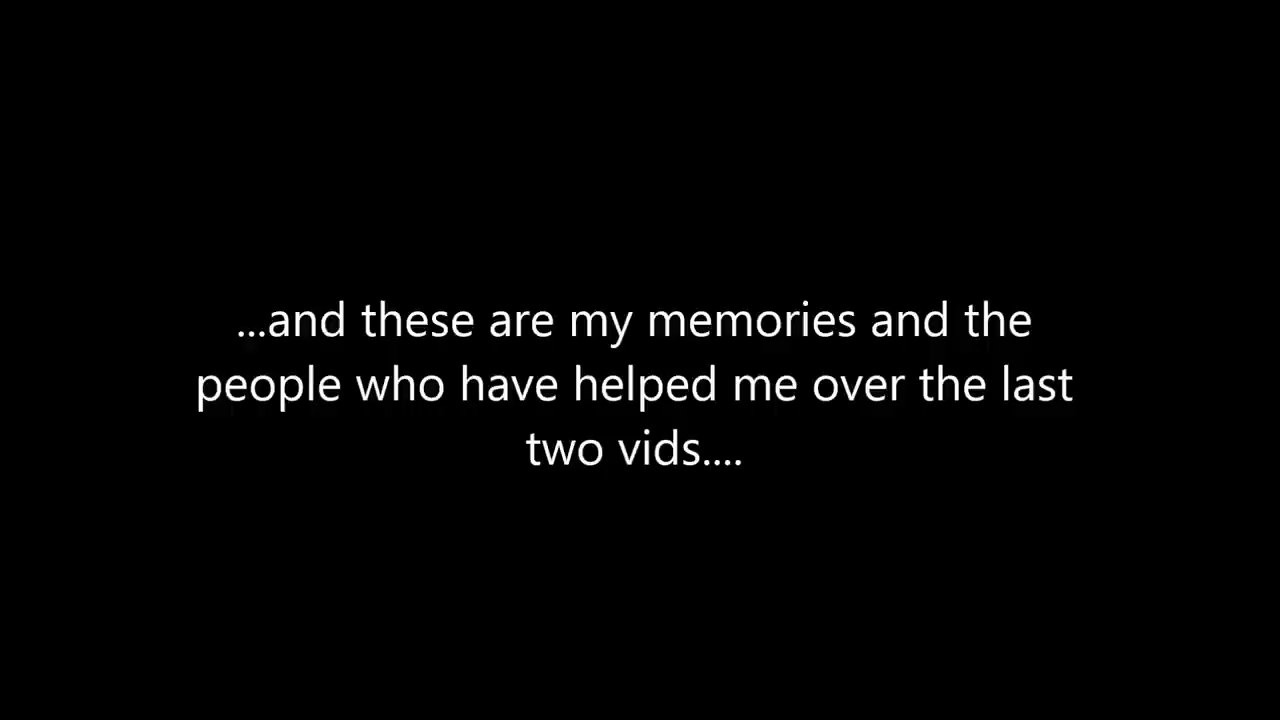 ...and these are my memories and the
people who have helped me over the last
two vids....